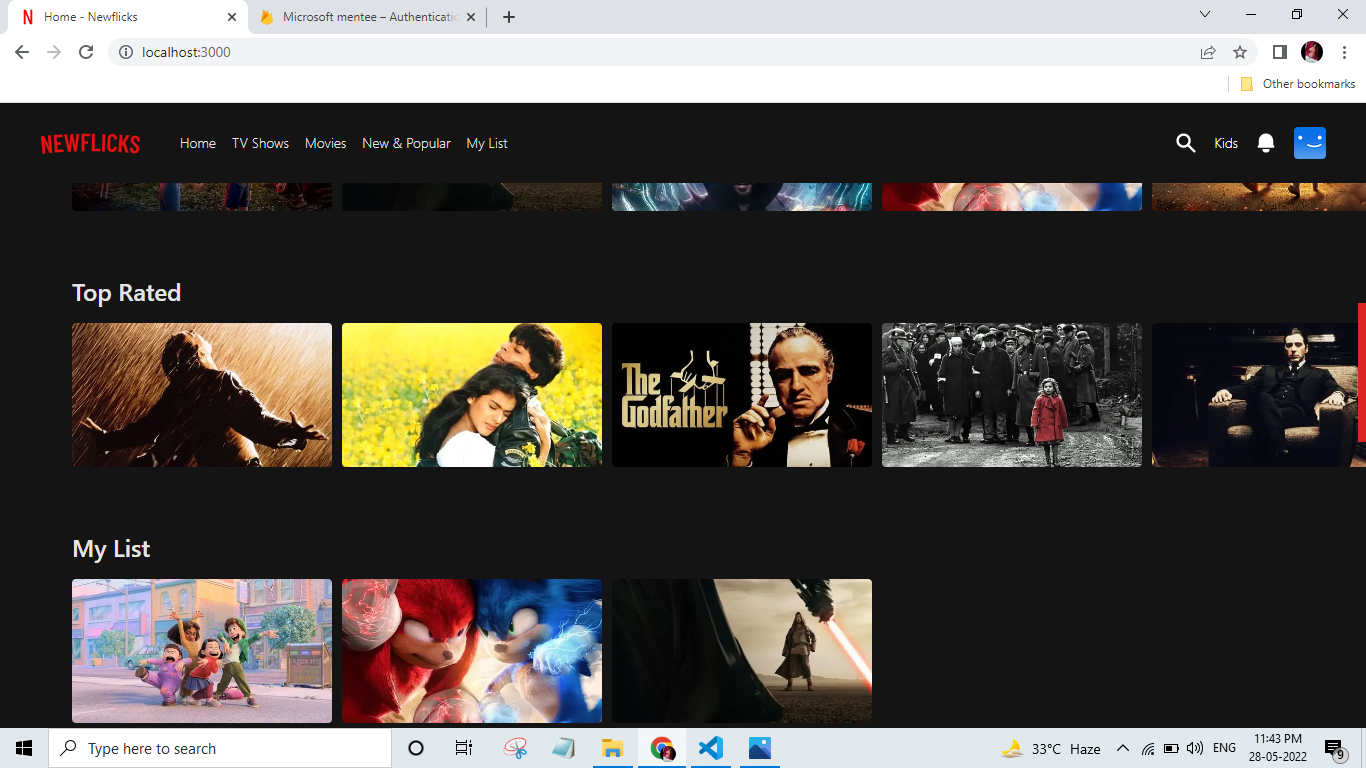 Home - Newflicks
Microsoft mentee – Authenticatic
localhost:3000
Other bookmarks
NEWFLICKS Home TV Shows Movies New & Popular My List Kids
Top Rated
The
Godfather
My List
Type here to search
33°C Haze
ENG
11:43 PM
28-05-2022
9